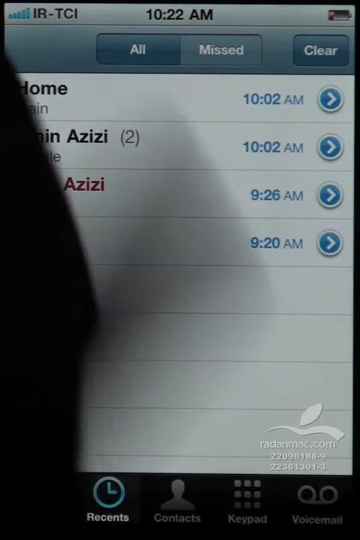 IR-TCI 10:22 AM
All Missed Clear
Home
10:02 AM
Azizi (2)
10:02 AM
Azizi
9:26 AM
9:20 AM
radanmac.com
22098188-9
22361301-3
Recents Contacts Keypad Voicemail